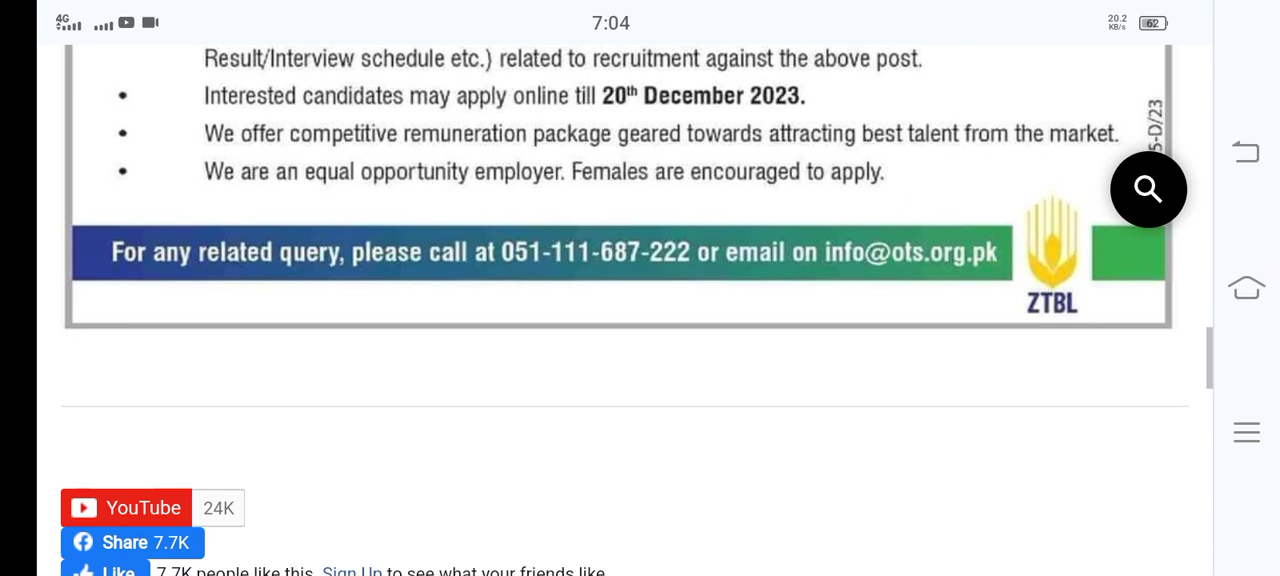 4G
7:04
20.2
KB/s
62
Result/Interview schedule etc.) related to recruitment against the above post.
• Interested candidates may apply online till 20th December 2023.
• We offer competitive remuneration package geared towards attracting best talent from the market.
• We are an equal opportunity employer. Females are encouraged to apply.
5-D/23
For any related query, please call at 051-111-687-222 or email on info@ots.org.pk
ZTBL
YouTube 24K
Share 7.7K
Like 7.7K people like this. Sign Up to see what your friends like.